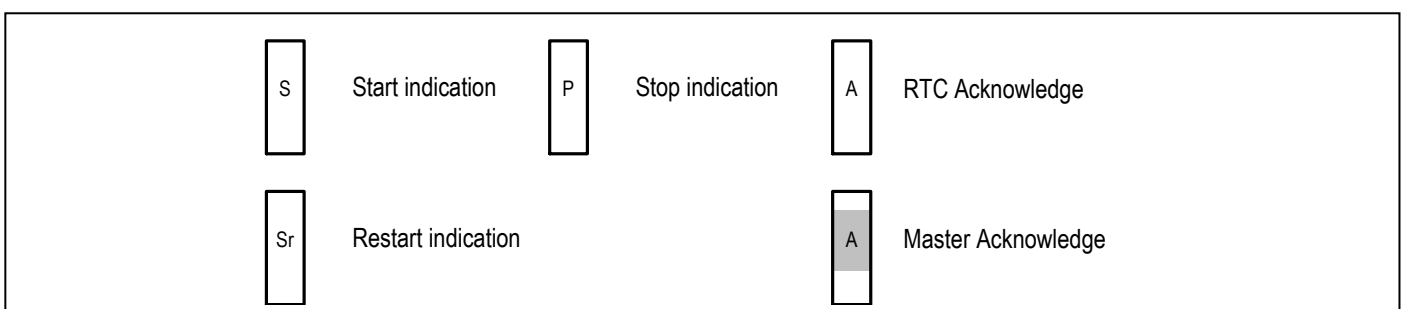 S Start indication P Stop indication A RTC Acknowledge
Sr Restart indication A Master Acknowledge